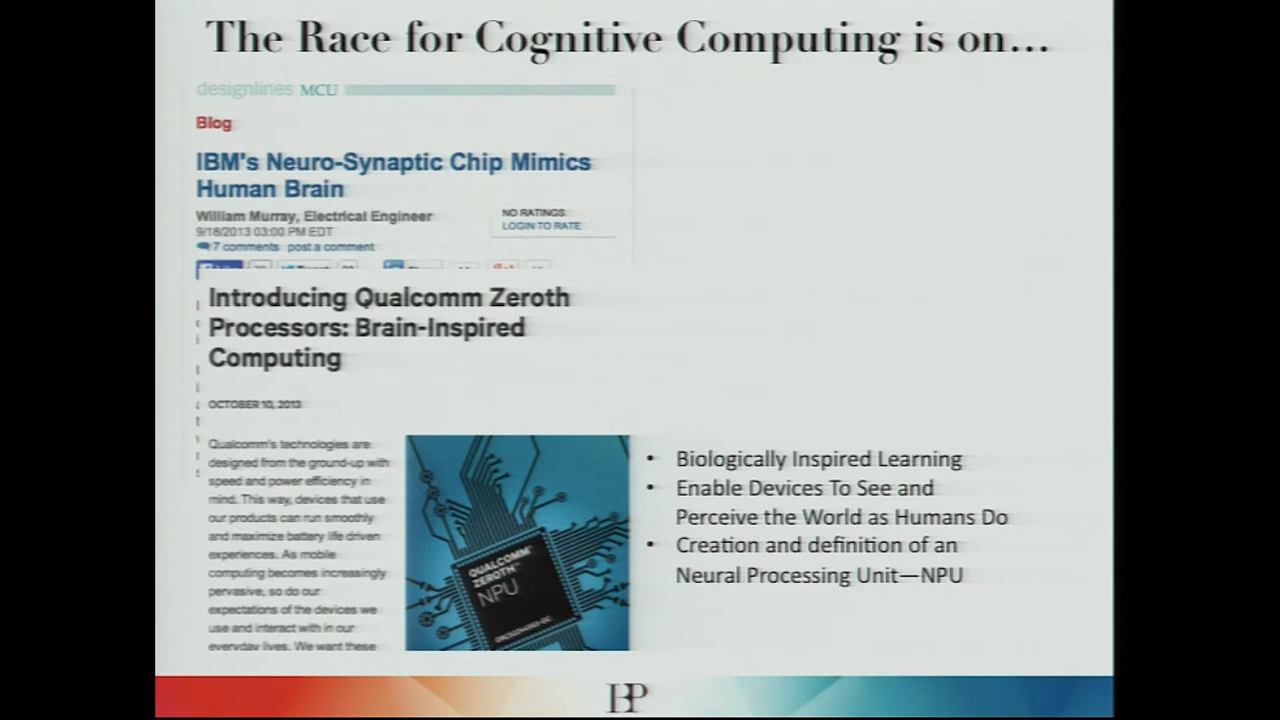 The Race for Cognitive Computing is on...
designlines MCU
Blog
IBM's Neuro-Synaptic Chip Mimics
Human Brain
William Murray, Electrical Engineer
9/18/2013 03:00 PM EDT
7 comments post a comment
NO RATINGS
LOGIN TO RATE
Introducing Qualcomm Zeroth
Processors: Brain-Inspired
Computing
OCTOBER 10, 2013
Qualcomm's technologies are
designed from the ground-up with
speed and power efficiency in
mind. This way, devices that use
our products can run smoothly
and maximize battery life driven
experiences. As mobile
computing becomes increasingly
pervasive, so do our
expectations of the devices we
use and interact with in our
everyday lives. We want these
QUALCOMM
ZEROTH™
NPU
• Biologically Inspired Learning
• Enable Devices To See and
Perceive the World as Humans Do
• Creation and definition of an
Neural Processing Unit—NPU
BP